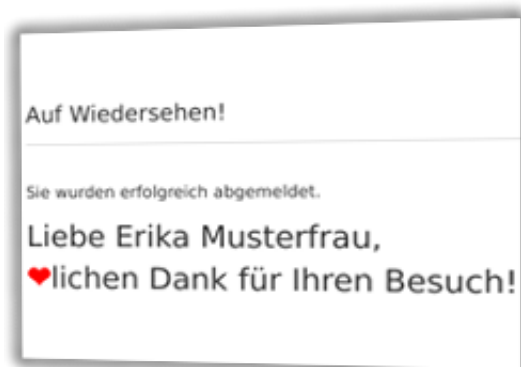 Auf Wiedersehen!
Sie wurden erfolgreich abgemeldet.
Liebe Erika Musterfrau,
❤lichen Dank für Ihren Besuch!